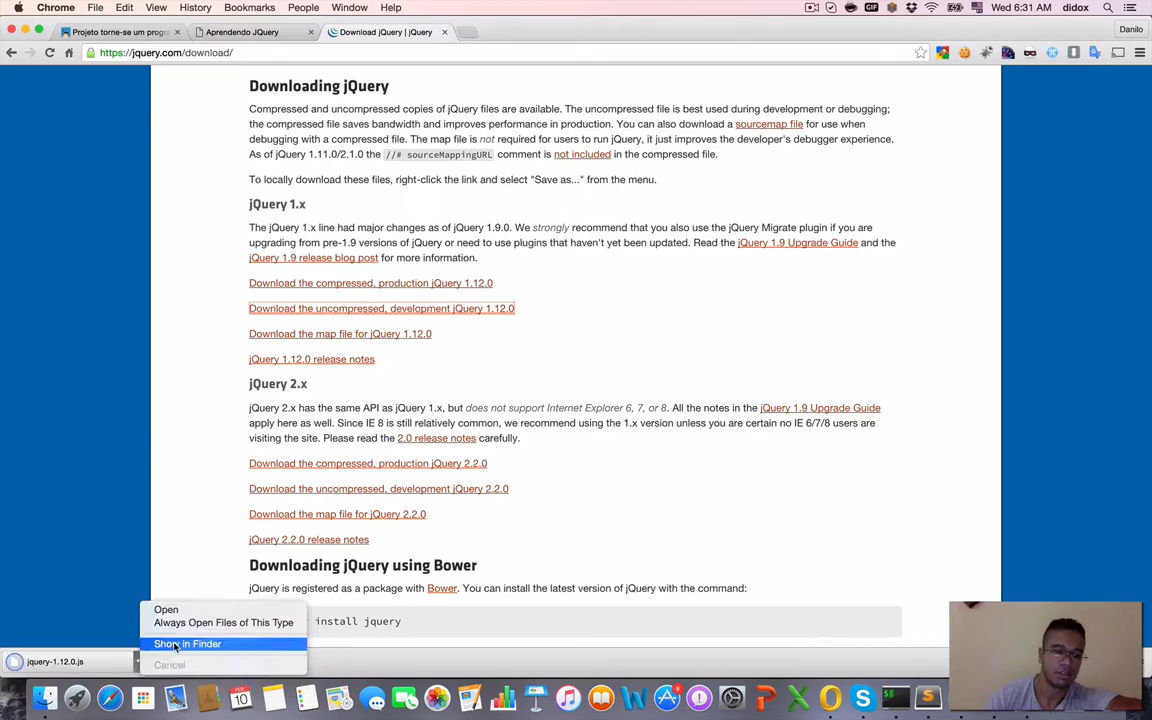 Chrome File Edit View History Bookmarks People Window Help Wed 6:31 AM didox
Projeto torne-se um progra Aprendendo JQuery Download jQuery | jQuery Danilo
https://jquery.com/download/
Downloading jQuery
Compressed and uncompressed copies of jQuery files are available. The uncompressed file is best used during development or debugging;
the compressed file saves bandwidth and improves performance in production. You can also download a sourcemap file for use when
debugging with a compressed file. The map file is not required for users to run jQuery, it just improves the developer's debugger experience.
As of jQuery 1.11.0/2.1.0 the //# sourceMappingURL comment is not included in the compressed file.
To locally download these files, right-click the link and select "Save as..." from the menu.
jQuery 1.x
The jQuery 1.x line had major changes as of jQuery 1.9.0. We strongly recommend that you also use the jQuery Migrate plugin if you are
upgrading from pre-1.9 versions of jQuery or need to use plugins that haven't yet been updated. Read the jQuery 1.9 Upgrade Guide and the
jQuery 1.9 release blog post for more information.
Download the compressed, production jQuery 1.12.0
Download the uncompressed, development jQuery 1.12.0
Download the map file for jQuery 1.12.0
jQuery 1.12.0 release notes
jQuery 2.x
jQuery 2.x has the same API as jQuery 1.x, but does not support Internet Explorer 6, 7, or 8. All the notes in the jQuery 1.9 Upgrade Guide
apply here as well. Since IE 8 is still relatively common, we recommend using the 1.x version unless you are certain no IE 6/7/8 users are
visiting the site. Please read the 2.0 release notes carefully.
Download the compressed, production jQuery 2.2.0
Download the uncompressed, development jQuery 2.2.0
Download the map file for jQuery 2.2.0
jQuery 2.2.0 release notes
Downloading jQuery using Bower
jQuery is registered as a package with Bower. You can install the latest version of jQuery with the command:
install jquery
Open
Always Open Files of This Type
Show in Finder
Cancel
jquery-1.12.0.js